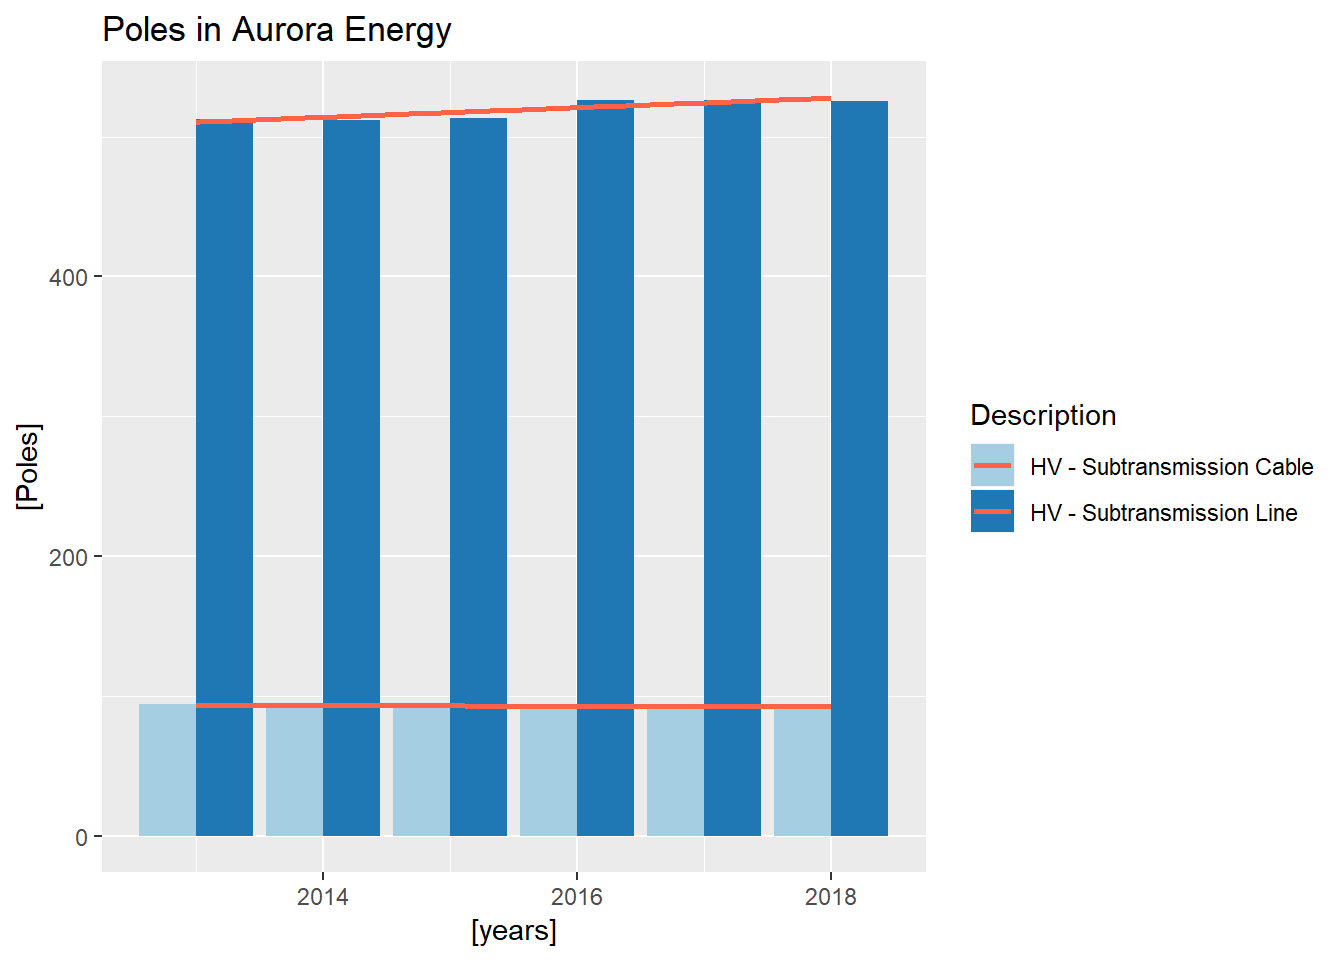 Poles in Aurora Energy
[Poles]
400
200
0
2014
2016
2018
[years]
Description
HV - Subtransmission Cable
HV - Subtransmission Line